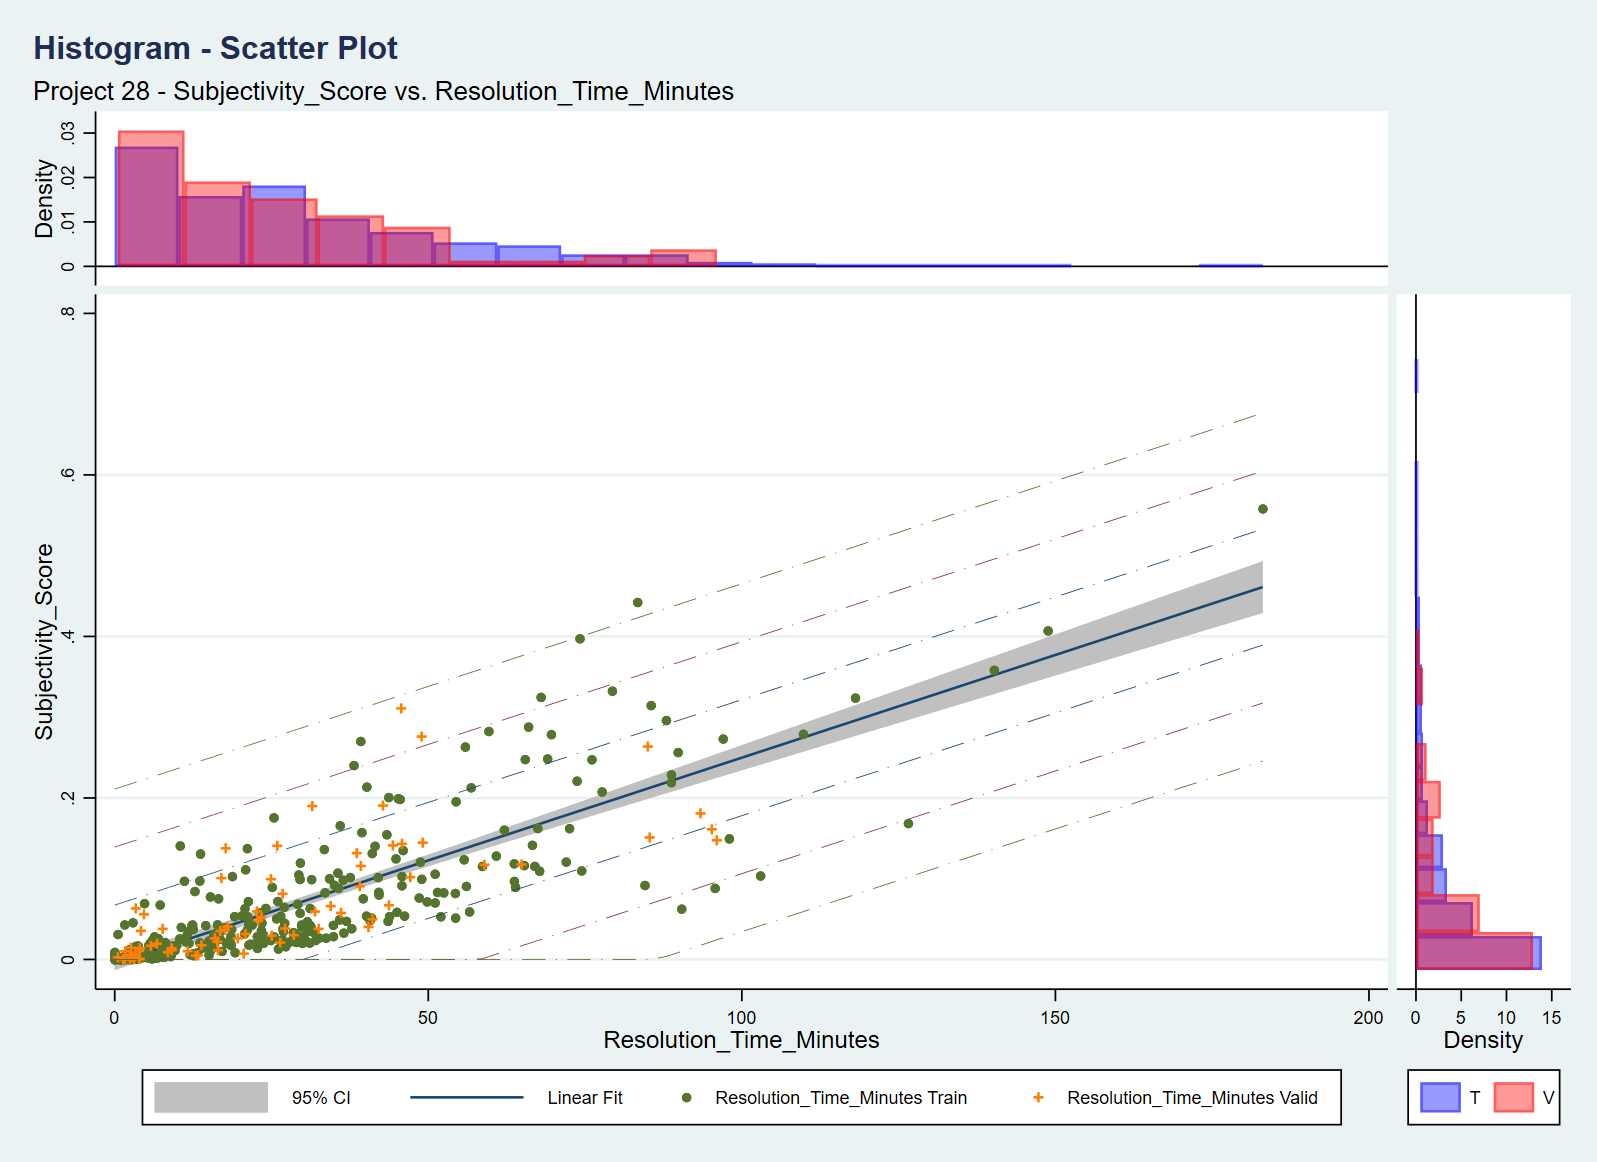 Histogram - Scatter Plot
Project 28 - Subjectivity_Score vs. Resolution_Time_Minutes
Density
.03
.02
.01
0
Subjectivity_Score
.8
.6
.4
.2
0
0 50 100 150 200
Resolution_Time_Minutes
0 5 10 15
Density
95% CI Linear Fit Resolution_Time_Minutes Train Resolution_Time_Minutes Valid
T V